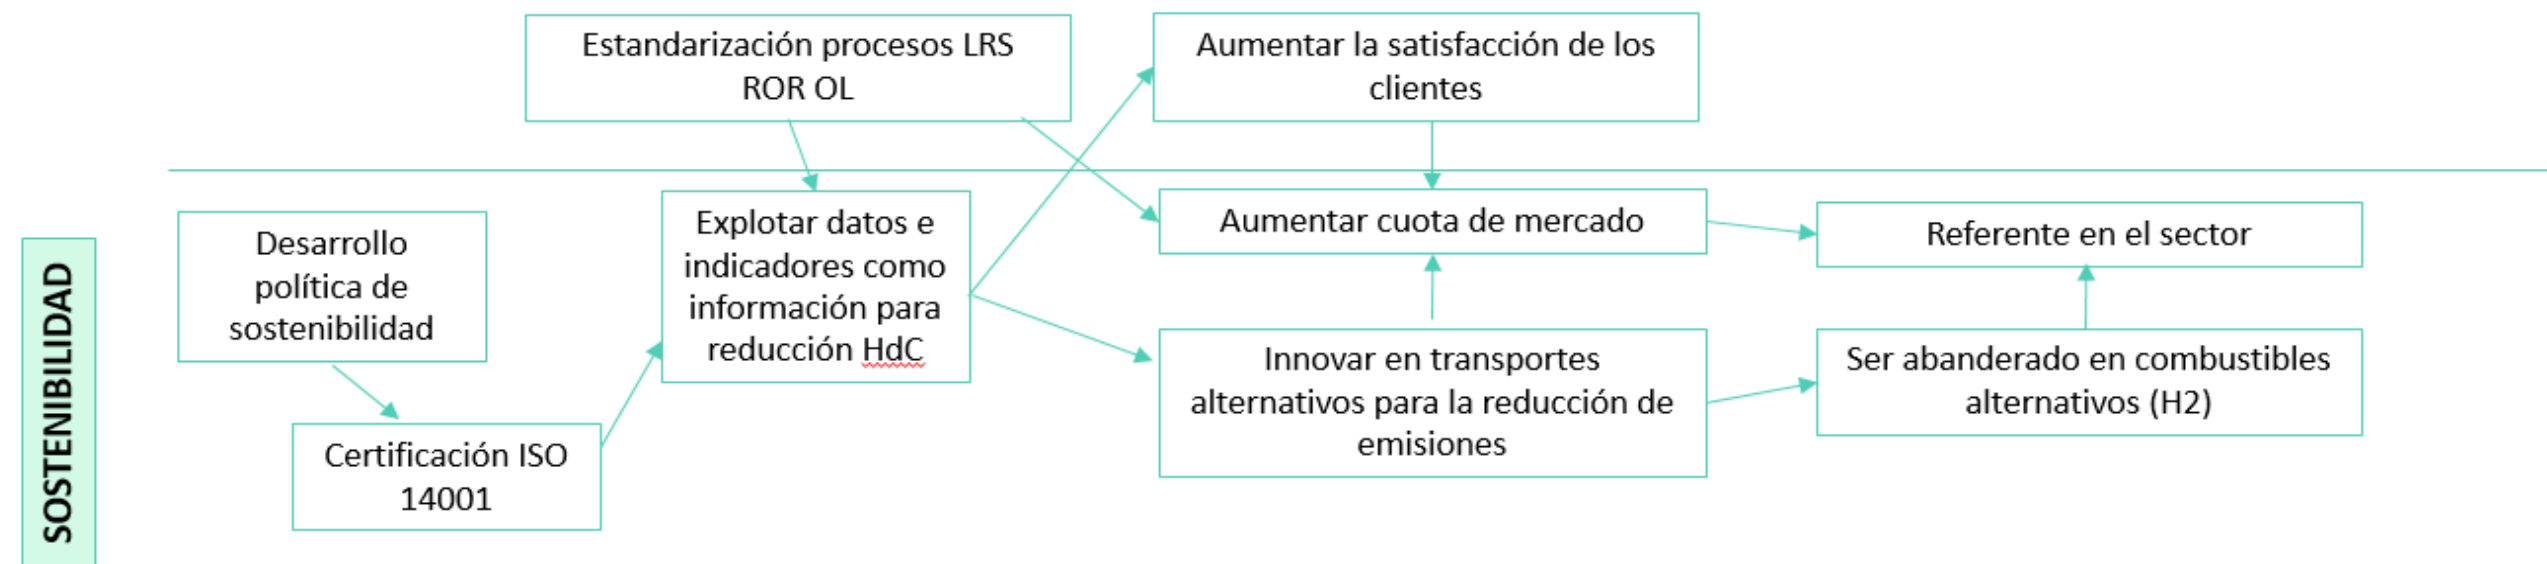 Estandarización procesos LRS
ROR OL
Aumentar la satisfacción de los
clientes
SOSTENIBILIDAD
Desarrollo
política de
sostenibilidad
Certificación ISO
14001
Explotar datos e
indicadores como
información para
reducción HdC
Aumentar cuota de mercado
Innovar en transportes
alternativos para la reducción de
emisiones
Referente en el sector
Ser abanderado en combustibles
alternativos (H2)